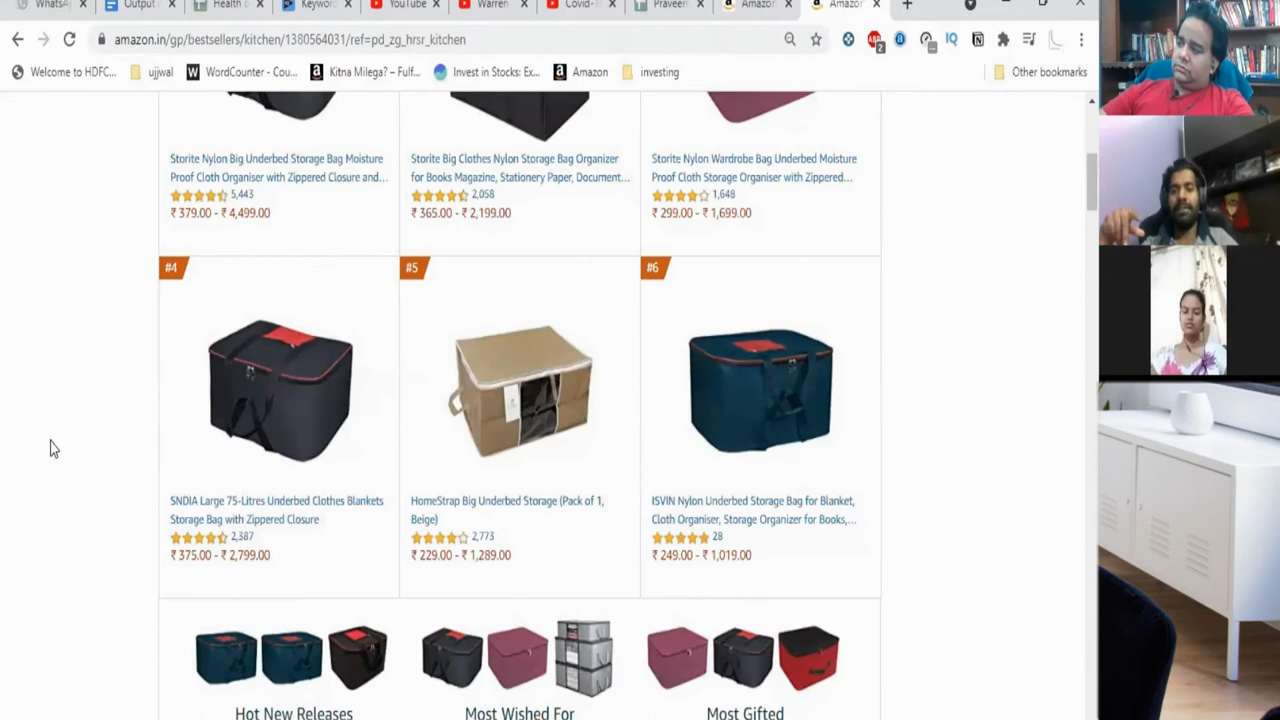 WhatsA
Output
Health c
Keyword
YouTube
Warren
Covid-
Praveen
Amazon
Amazon
amazon.in/gp/bestsellers/kitchen/1380564031/ref=pd_zg_hrsr_kitchen
ABP
2
IQ
Welcome to HDFC...
ujjwal
W WordCounter - Cou...
Kitna Milega? – Fulf...
Invest in Stocks: Ex...
Amazon
investing
Other bookmarks
Storite Nylon Big Underbed Storage Bag Moisture
Proof Cloth Organiser with Zippered Closure and...
5,443
₹ 379.00 - ₹ 4,499.00
Storite Big Clothes Nylon Storage Bag Organizer
for Books Magazine, Stationery Paper, Document...
2,058
₹ 365.00 - ₹ 2,199.00
Storite Nylon Wardrobe Bag Underbed Moisture
Proof Cloth Storage Organiser with Zippered...
1,648
₹ 299.00 - ₹ 1,699.00
#4
#5
#6
SNDIA Large 75-Litres Underbed Clothes Blankets
Storage Bag with Zippered Closure
2,387
₹ 375.00 - ₹ 2,799.00
HomeStrap Big Underbed Storage (Pack of 1,
Beige)
2,773
₹ 229.00 - ₹ 1,289.00
ISVIN Nylon Underbed Storage Bag for Blanket,
Cloth Organiser, Storage Organizer for Books,...
28
₹ 249.00 - ₹ 1,019.00
Hot New Releases
Most Wished For
Most Gifted